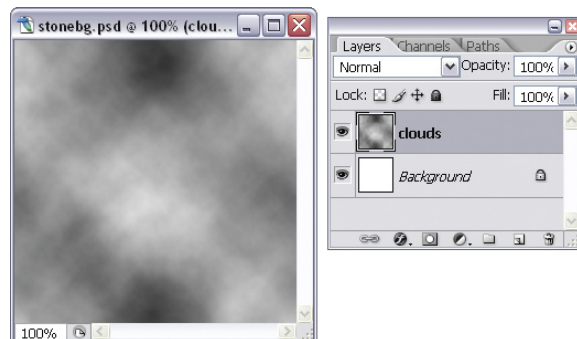 stonebg.psd @ 100% (clou...
100%
Layers Channels Paths
Normal Opacity: 100%
Lock: Fill: 100%
clouds
Background